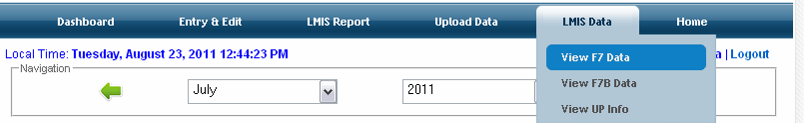 Dashboard Entry & Edit LMIS Report Upload Data LMIS Data Home
Local Time: Tuesday, August 23, 2011 12:44:23 PM | Logout
View F7 Data
Navigation
July 2011
View F7B Data
View UP Info